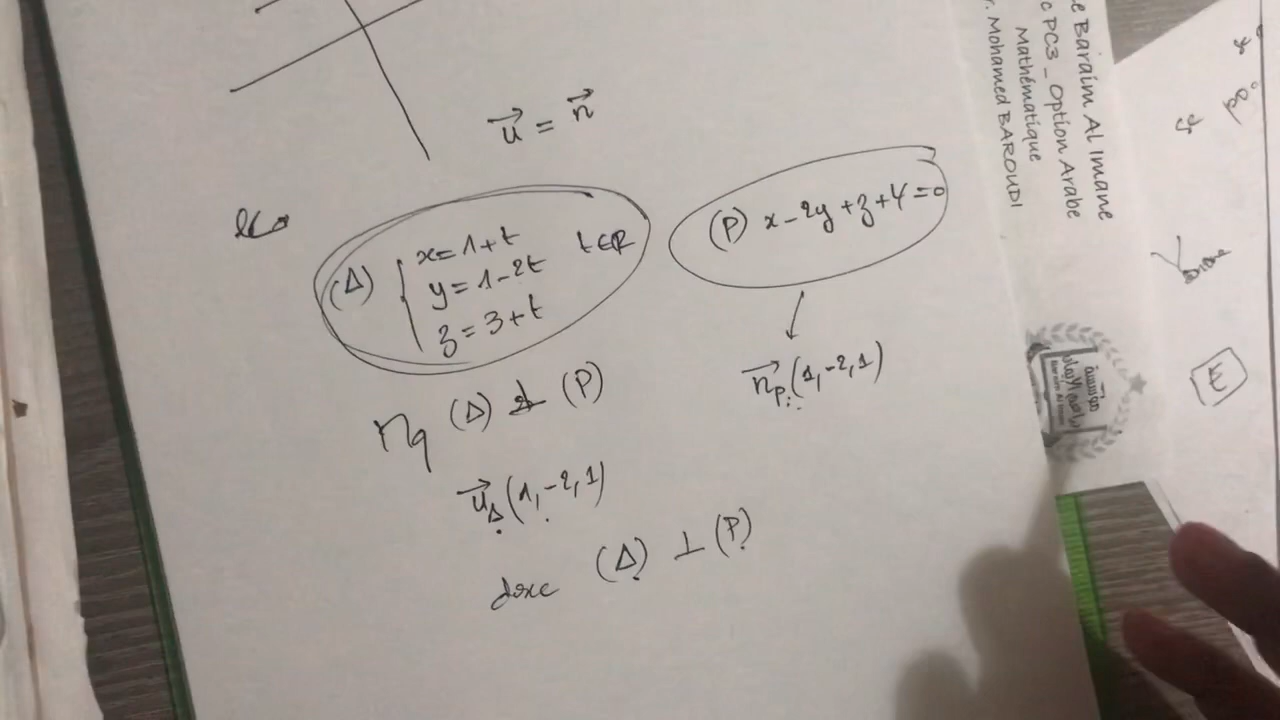 u⃗ = n⃗
(Δ) { x = 1 + t
y = 1 - 2t t ∈ ℝ
z = 3 + t
(P) x - 2y + z + 4 = 0
n⃗ₚ (1, -2, 1)
Mq (Δ) ⊥ (P)
u⃗_Δ (1, -2, 1)
donc (Δ) ⊥ (P)
Baraim Al Imane
PC3 _ Option Arabe
Mathématique
Mohamed BAROUDI